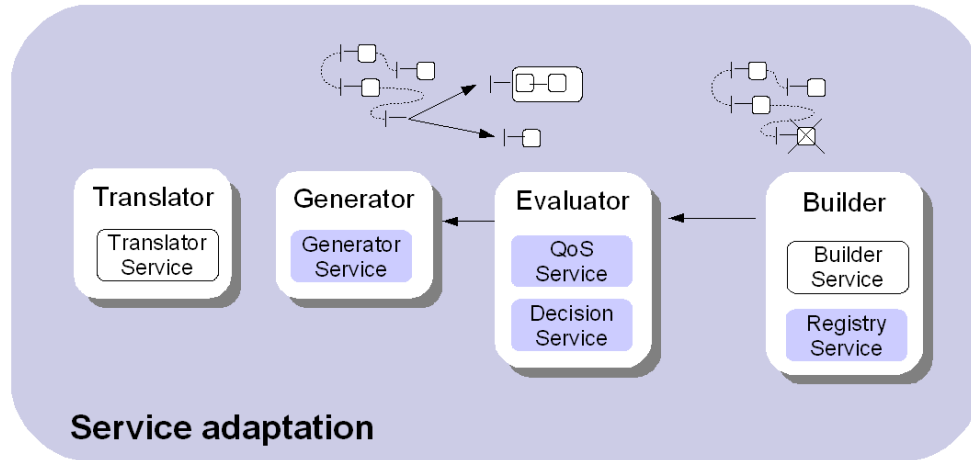 Translator
Translator
Service
Generator
Generator
Service
Evaluator
QoS
Service
Decision
Service
Builder
Builder
Service
Registry
Service
Service adaptation